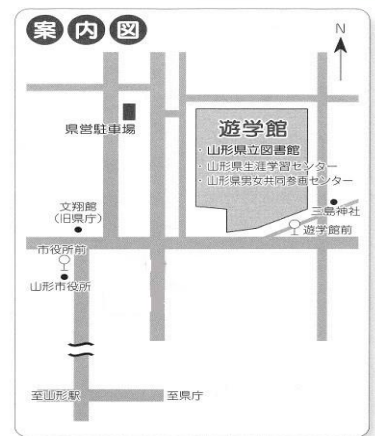 案内図
N
県営駐車場
遊学館
・山形県立図書館
・山形県生涯学習センター
・山形県男女共同参画センター
文翔館
(旧県庁)
三島神社
遊学館前
市役所前
山形市役所
至山形駅
至県庁